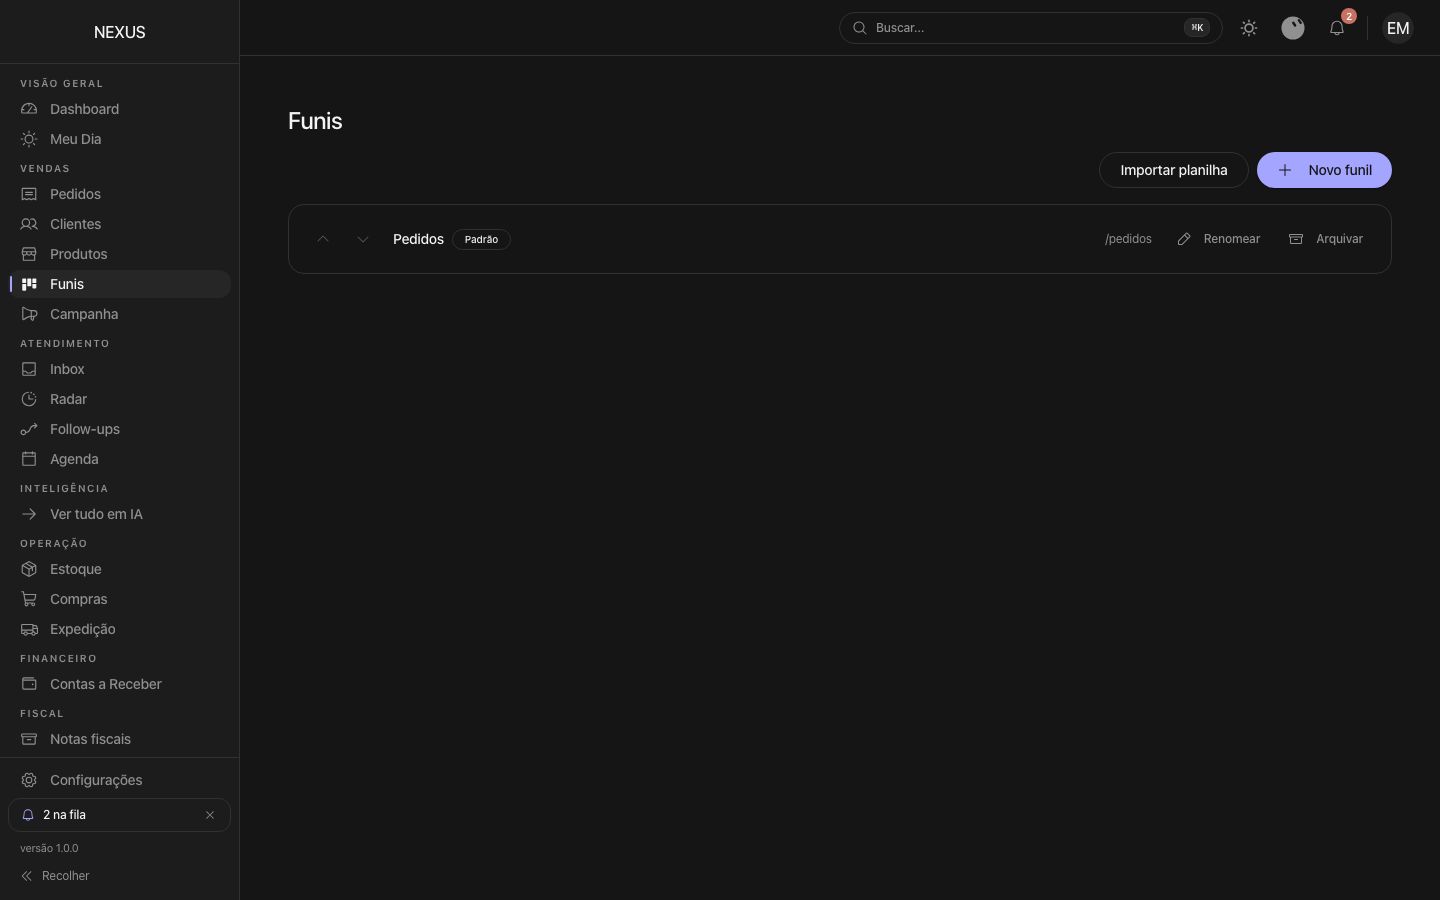 NEXUS
Buscar...
⌘K
2
EM
VISÃO GERAL
Dashboard
Meu Dia
VENDAS
Pedidos
Clientes
Produtos
Funis
Campanha
ATENDIMENTO
Inbox
Radar
Follow-ups
Agenda
INTELIGÊNCIA
Ver tudo em IA
OPERAÇÃO
Estoque
Compras
Expedição
FINANCEIRO
Contas a Receber
FISCAL
Notas fiscais
Configurações
2 na fila
versão 1.0.0
Recolher
Funis
Importar planilha
Novo funil
Pedidos Padrão /pedidos Renomear Arquivar